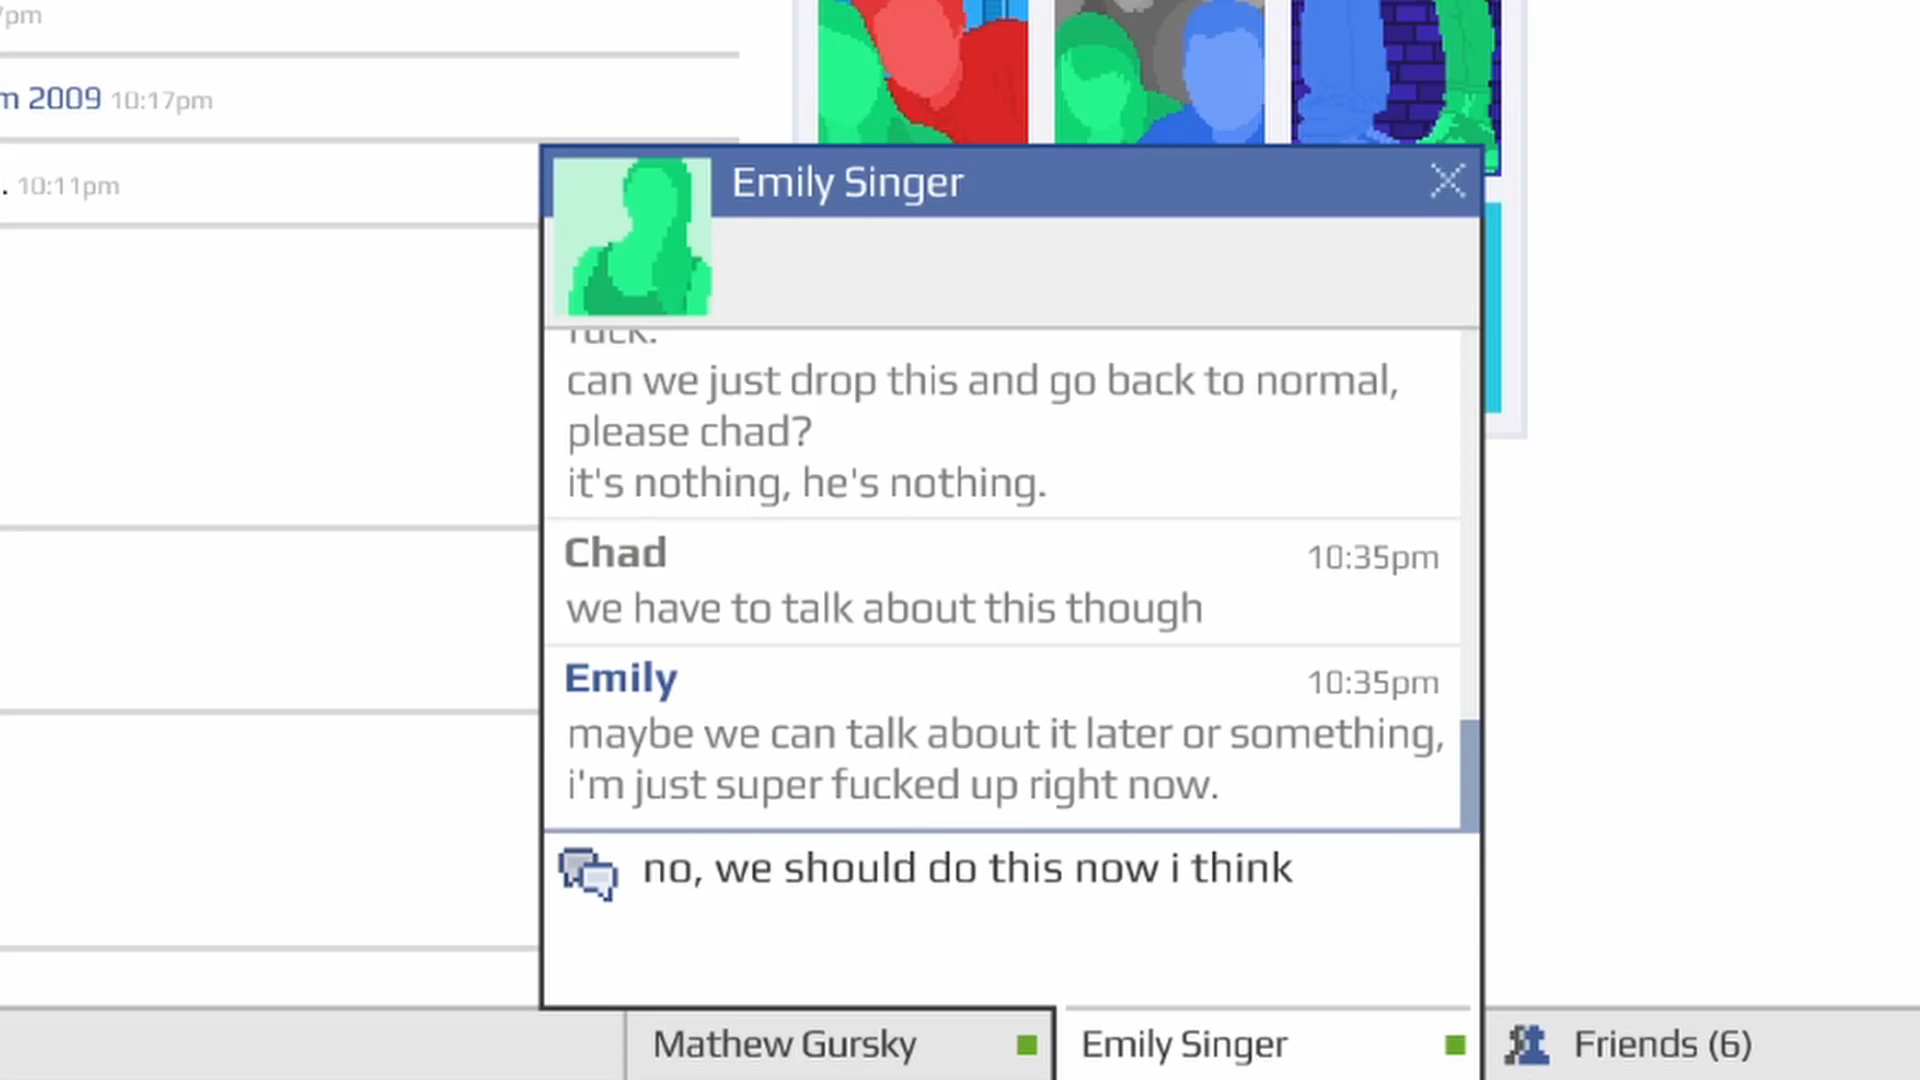 m 2009 10:17pm
. 10:11pm
Emily Singer
can we just drop this and go back to normal,
please chad?
it's nothing, he's nothing.
Chad 10:35pm
we have to talk about this though
Emily 10:35pm
maybe we can talk about it later or something,
i'm just super fucked up right now.
no, we should do this now i think
Mathew Gursky
Emily Singer
Friends (6)